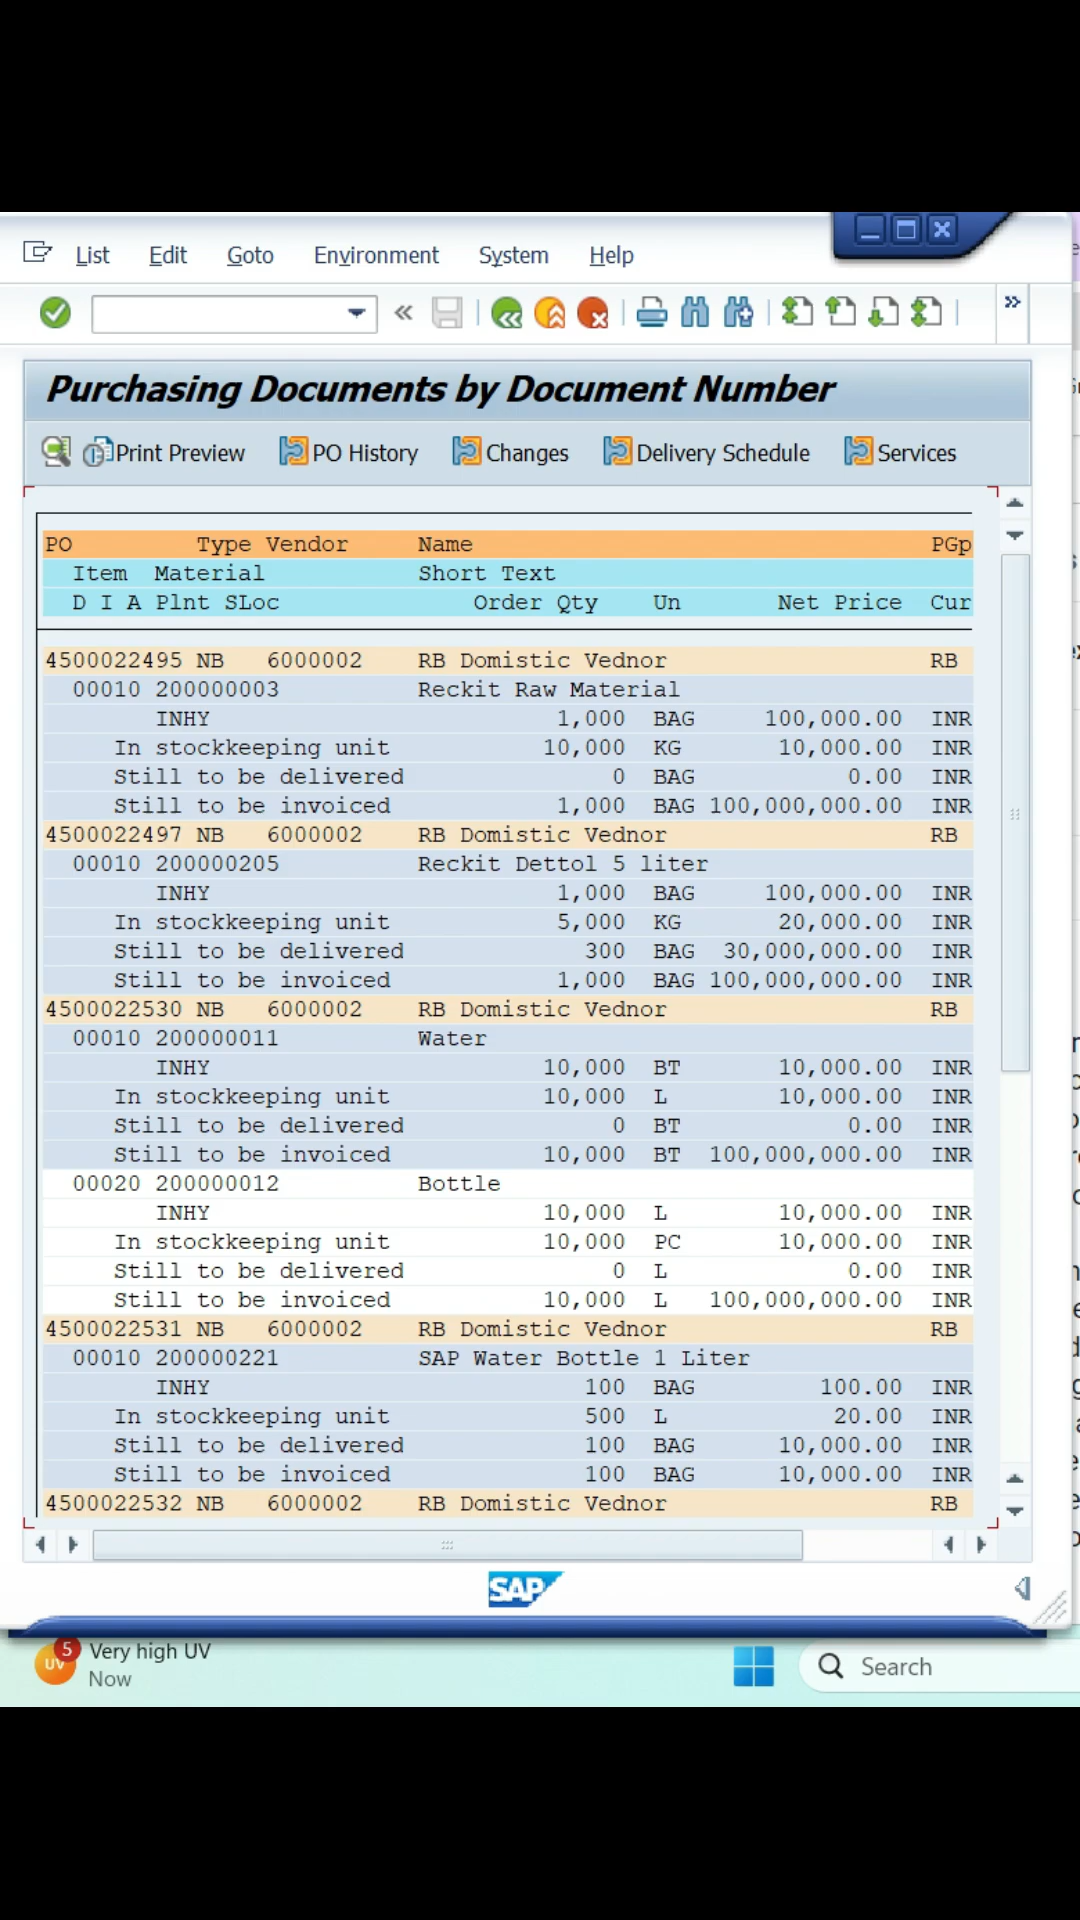 List Edit Goto Environment System Help
Purchasing Documents by Document Number
Print Preview PO History Changes Delivery Schedule Services
PO Type Vendor Name PGp
Item Material Short Text
D I A Plnt SLoc Order Qty Un Net Price Cur
4500022495 NB 6000002 RB Domistic Vednor RB
00010 200000003 Reckit Raw Material
INHY 1,000 BAG 100,000.00 INR
In stockkeeping unit 10,000 KG 10,000.00 INR
Still to be delivered 0 BAG 0.00 INR
Still to be invoiced 1,000 BAG 100,000,000.00 INR
4500022497 NB 6000002 RB Domistic Vednor RB
00010 200000205 Reckit Dettol 5 liter
INHY 1,000 BAG 100,000.00 INR
In stockkeeping unit 5,000 KG 20,000.00 INR
Still to be delivered 300 BAG 30,000,000.00 INR
Still to be invoiced 1,000 BAG 100,000,000.00 INR
4500022530 NB 6000002 RB Domistic Vednor RB
00010 200000011 Water
INHY 10,000 BT 10,000.00 INR
In stockkeeping unit 10,000 L 10,000.00 INR
Still to be delivered 0 BT 0.00 INR
Still to be invoiced 10,000 BT 100,000,000.00 INR
00020 200000012 Bottle
INHY 10,000 L 10,000.00 INR
In stockkeeping unit 10,000 PC 10,000.00 INR
Still to be delivered 0 L 0.00 INR
Still to be invoiced 10,000 L 100,000,000.00 INR
4500022531 NB 6000002 RB Domistic Vednor RB
00010 200000221 SAP Water Bottle 1 Liter
INHY 100 BAG 100.00 INR
In stockkeeping unit 500 L 20.00 INR
Still to be delivered 100 BAG 10,000.00 INR
Still to be invoiced 100 BAG 10,000.00 INR
4500022532 NB 6000002 RB Domistic Vednor RB
SAP
UV 5 Very high UV
Now
Search